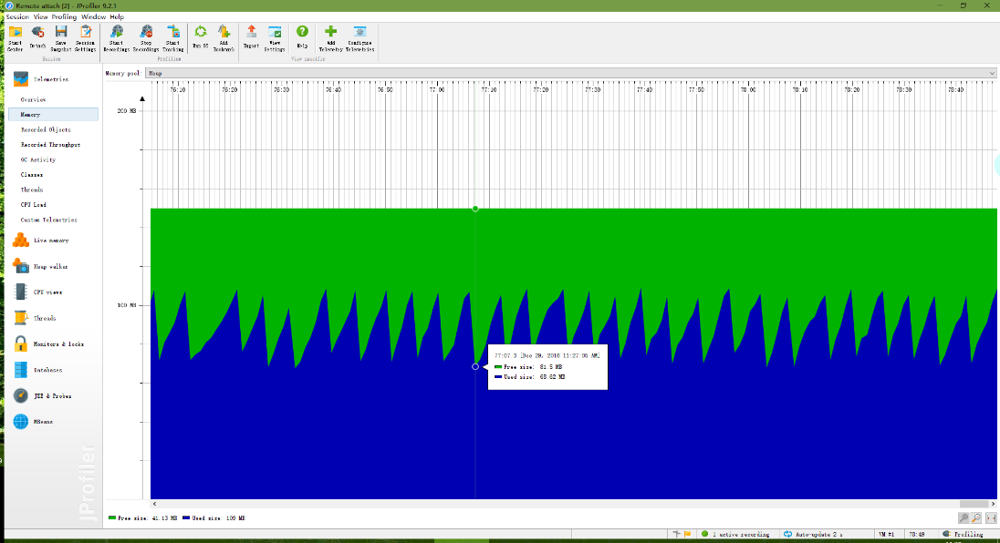 Remote attach [2] - JProfiler 9.2.1
Session View Profiling Window Help
Start Center
Detach
Save Snapshot
Session Settings
Start Recordings
Stop Recordings
Start Tracking
Run GC
Add Bookmark
Export
View Settings
Help
Add Telemetry
Configure Telemetries
Session
Profiling
View specific
Telemetries
Overview
Memory
Recorded Objects
Recorded Throughput
GC Activity
Classes
Threads
CPU Load
Custom Telemetries
Live memory
Heap walker
CPU views
Threads
Monitors & locks
Databases
JEE & Probes
MBeans
JProfiler
Memory pool: Heap
76:10 76:20 76:30 76:40 76:50 77:00 77:10 77:20 77:30 77:40 77:50 78:00 78:10 78:20 78:30 78:40
200 MB
100 MB
77:07.3 [Dec 29, 2016 11:27:05 AM]
Free size: 81.5 MB
Used size: 68.62 MB
Free size: 41.13 MB Used size: 109 MB
1 active recording
Auto-update 2 s
VM #1
78:49
Profiling